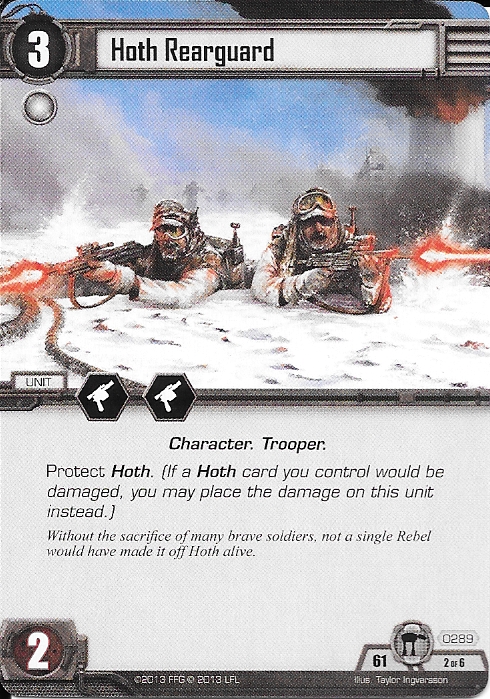 3
Hoth Rearguard
UNIT
Character. Trooper.
Protect Hoth. (If a Hoth card you control would be
damaged, you may place the damage on this unit
instead.)
Without the sacrifice of many brave soldiers, not a single Rebel
would have made it off Hoth alive.
2
61
0289
2 OF 6
©2013 FFG © 2013 LFL
Illus. Taylor Ingvarsson